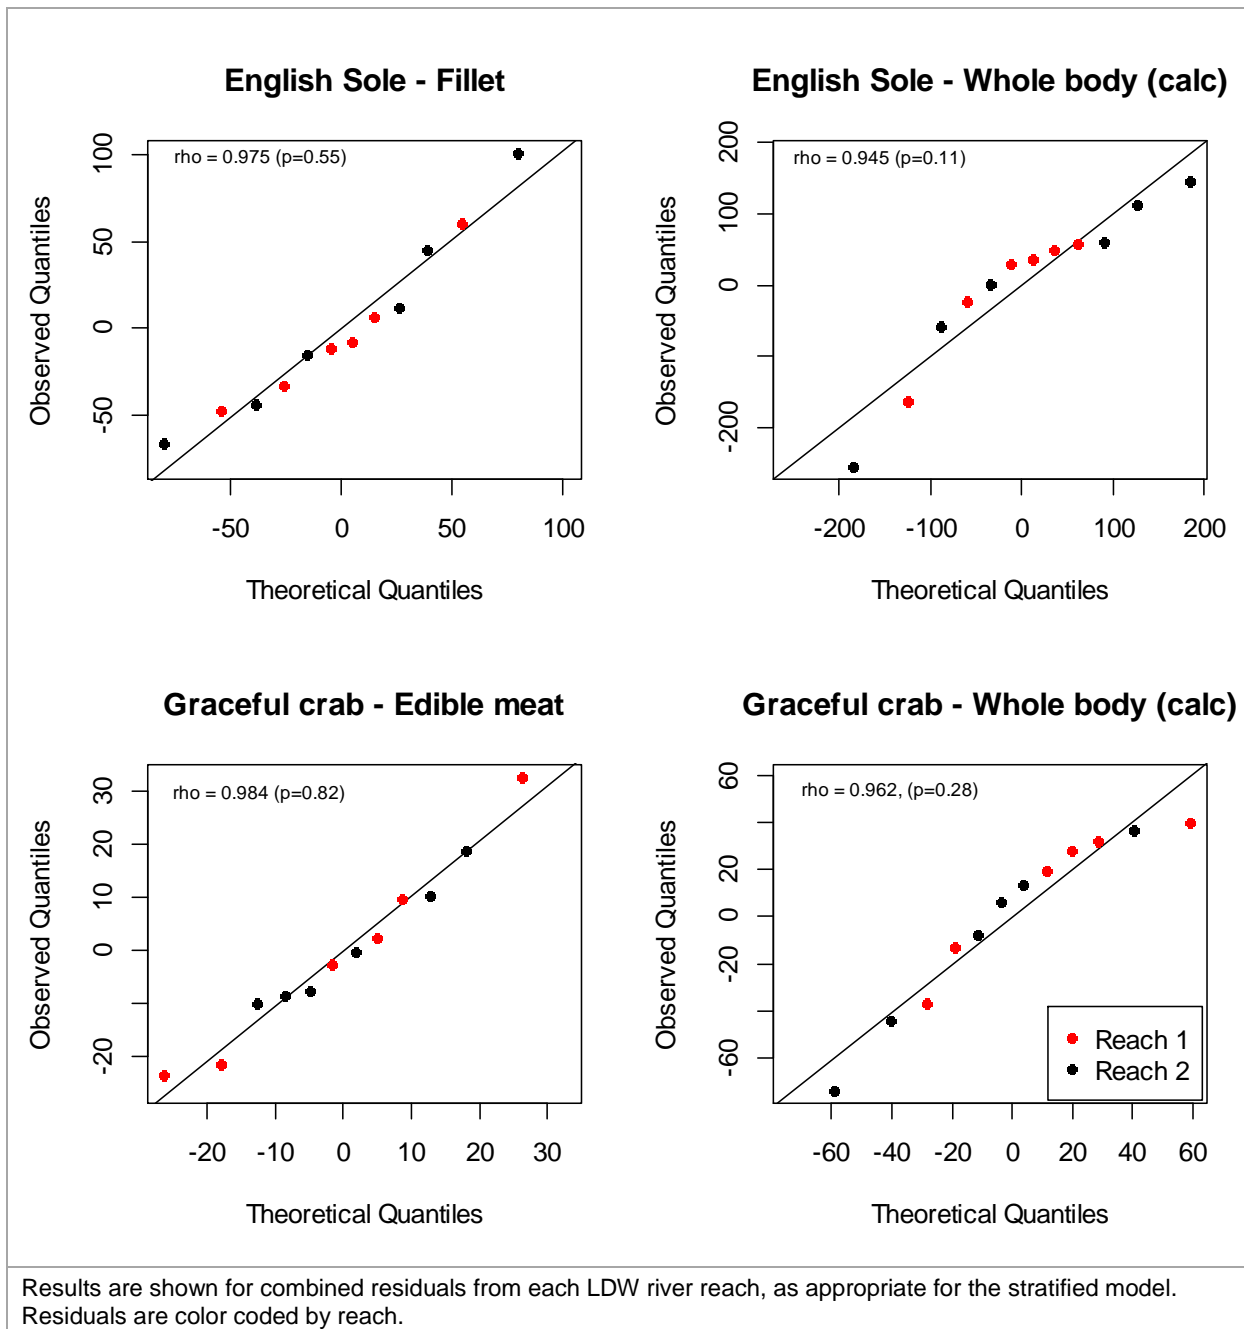 English Sole - Fillet
rho = 0.975 (p=0.55)
Observed Quantiles
100
50
0
-50
-50 0 50 100
Theoretical Quantiles
English Sole - Whole body (calc)
rho = 0.945 (p=0.11)
Observed Quantiles
200
100
0
-200
-200 -100 0 100 200
Theoretical Quantiles
Graceful crab - Edible meat
rho = 0.984 (p=0.82)
Observed Quantiles
30
20
10
0
-20
-20 -10 0 10 20 30
Theoretical Quantiles
Graceful crab - Whole body (calc)
rho = 0.962, (p=0.28)
Observed Quantiles
60
20
0
-20
-60
Reach 1
Reach 2
-60 -40 -20 0 20 40 60
Theoretical Quantiles
Results are shown for combined residuals from each LDW river reach, as appropriate for the stratified model.
Residuals are color coded by reach.